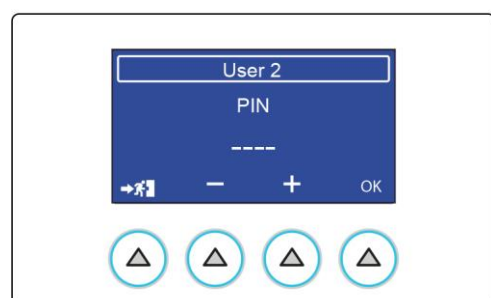 User 2
PIN
----
− + OK